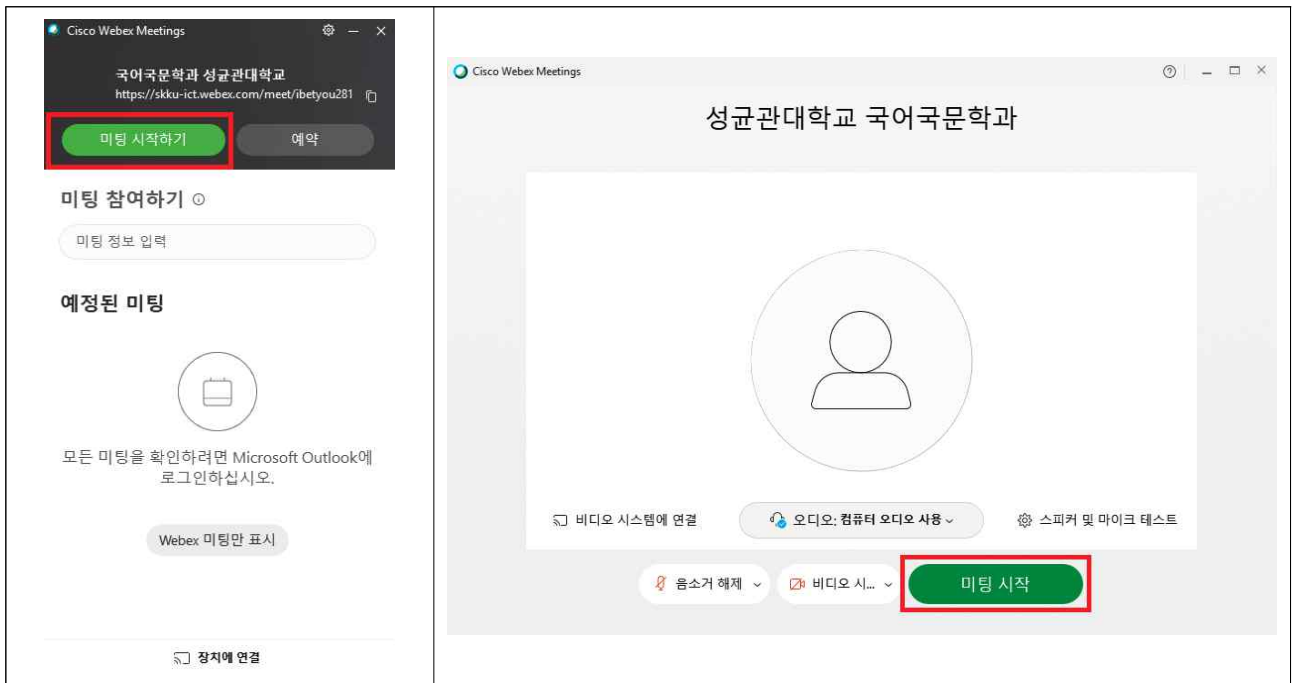 Cisco Webex Meetings
국어국문학과 성균관대학교
https://skku-ict.webex.com/meet/ibetyou281
미팅 시작하기
예약
미팅 참여하기
미팅 정보 입력
예정된 미팅
모든 미팅을 확인하려면 Microsoft Outlook에
로그인하십시오.
Webex 미팅만 표시
장치에 연결
Cisco Webex Meetings
성균관대학교 국어국문학과
비디오 시스템에 연결
오디오: 컴퓨터 오디오 사용
스피커 및 마이크 테스트
음소거 해제
비디오 시...
미팅 시작